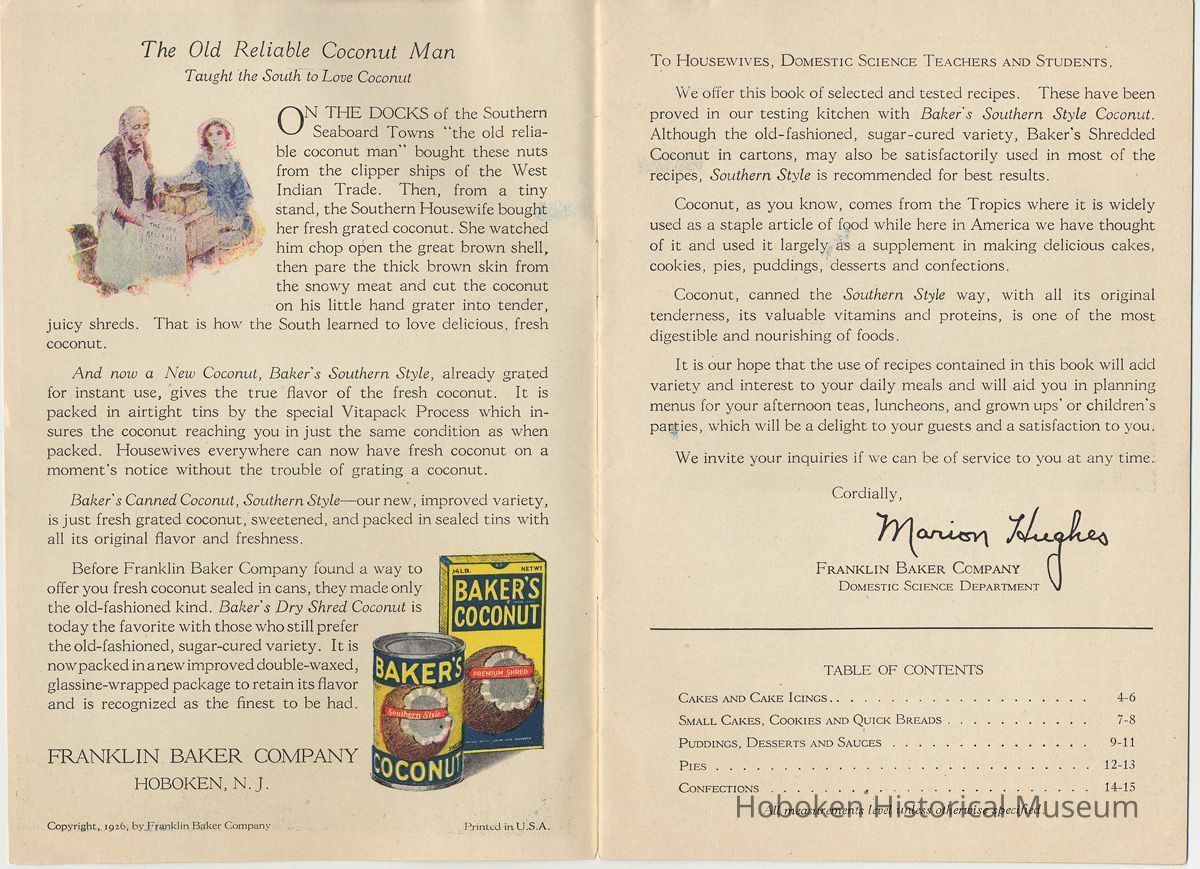 The Old Reliable Coconut Man
Taught the South to Love Coconut
THE OLD
RELIABLE
COCONUT
MAN
ON THE DOCKS of the Southern
Seaboard Towns "the old relia-
ble coconut man" bought these nuts
from the clipper ships of the West
Indian Trade. Then, from a tiny
stand, the Southern Housewife bought
her fresh grated coconut. She watched
him chop open the great brown shell,
then pare the thick brown skin from
the snowy meat and cut the coconut
on his little hand grater into tender,
juicy shreds. That is how the South learned to love delicious, fresh
coconut.
And now a New Coconut, Baker's Southern Style, already grated
for instant use, gives the true flavor of the fresh coconut. It is
packed in airtight tins by the special Vitapack Process which in-
sures the coconut reaching you in just the same condition as when
packed. Housewives everywhere can now have fresh coconut on a
moment's notice without the trouble of grating a coconut.
Baker's Canned Coconut, Southern Style—our new, improved variety,
is just fresh grated coconut, sweetened, and packed in sealed tins with
all its original flavor and freshness.
Before Franklin Baker Company found a way to
offer you fresh coconut sealed in cans, they made only
the old-fashioned kind. Baker's Dry Shred Coconut is
today the favorite with those who still prefer
the old-fashioned, sugar-cured variety. It is
now packed in a new improved double-waxed,
glassine-wrapped package to retain its flavor
and is recognized as the finest to be had.
¼ LB. NET WT
BAKER'S
COCONUT
PREMIUM SHRED
BAKER'S
Southern Style
COCONUT
FRANKLIN BAKER COMPANY
HOBOKEN, N. J.
Copyright, 1926, by Franklin Baker Company
Printed in U.S.A.
To Housewives, Domestic Science Teachers and Students,
We offer this book of selected and tested recipes. These have been
proved in our testing kitchen with Baker's Southern Style Coconut.
Although the old-fashioned, sugar-cured variety, Baker's Shredded
Coconut in cartons, may also be satisfactorily used in most of the
recipes, Southern Style is recommended for best results.
Coconut, as you know, comes from the Tropics where it is widely
used as a staple article of food while here in America we have thought
of it and used it largely as a supplement in making delicious cakes,
cookies, pies, puddings, desserts and confections.
Coconut, canned the Southern Style way, with all its original
tenderness, its valuable vitamins and proteins, is one of the most
digestible and nourishing of foods.
It is our hope that the use of recipes contained in this book will add
variety and interest to your daily meals and will aid you in planning
menus for your afternoon teas, luncheons, and grown ups' or children's
parties, which will be a delight to your guests and a satisfaction to you.
We invite your inquiries if we can be of service to you at any time.
Cordially,
Marion Hughes
Franklin Baker Company
Domestic Science Department
TABLE OF CONTENTS
Cakes and Cake Icings . . . . . . . . . . . . . . . . . . . . 4-6
Small Cakes, Cookies and Quick Breads . . . . . . . . . . . . 7-8
Puddings, Desserts and Sauces . . . . . . . . . . . . . . . . 9-11
Pies . . . . . . . . . . . . . . . . . . . . . . . . . . . . 12-13
Confections . . . . . . . . . . . . . . . . . . . . . . . . 14-15
All measurements level unless otherwise specified.
Hoboken Historical Museum